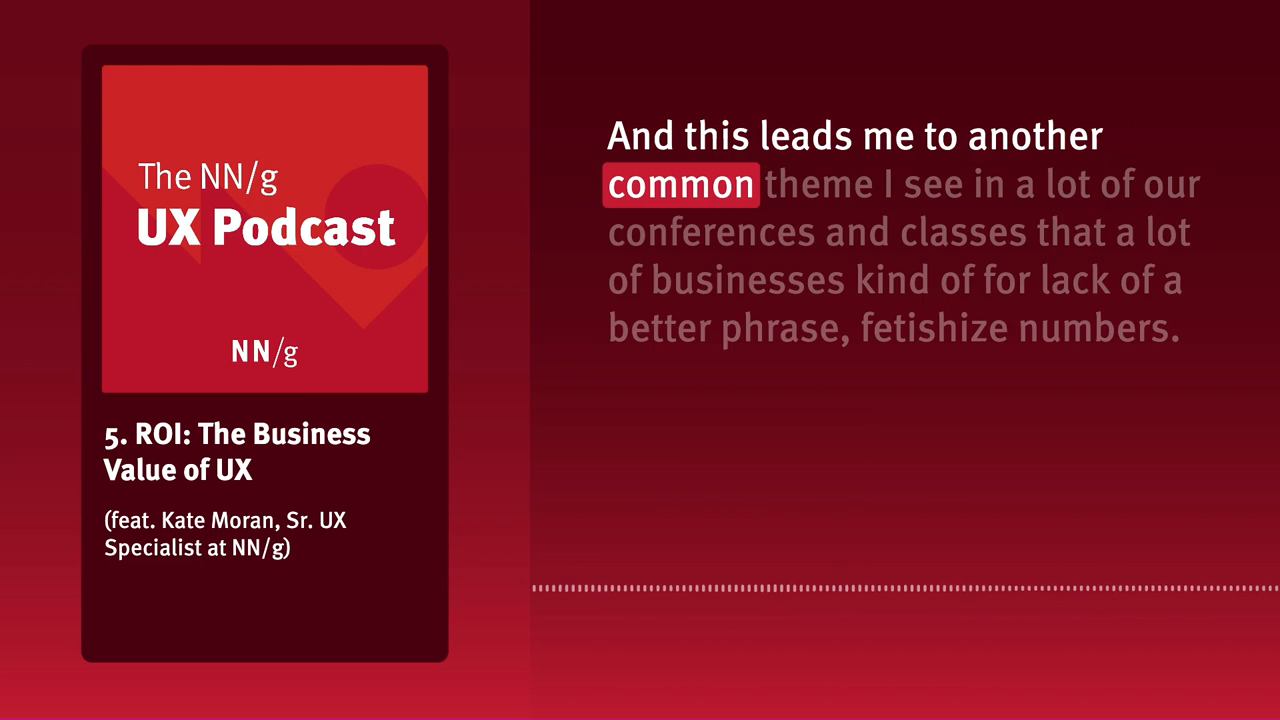 The NN/g
UX Podcast
NN/g
5. ROI: The Business
Value of UX
(feat. Kate Moran, Sr. UX
Specialist at NN/g)
And this leads me to another
common theme I see in a lot of our
conferences and classes that a lot
of businesses kind of for lack of a
better phrase, fetishize numbers.